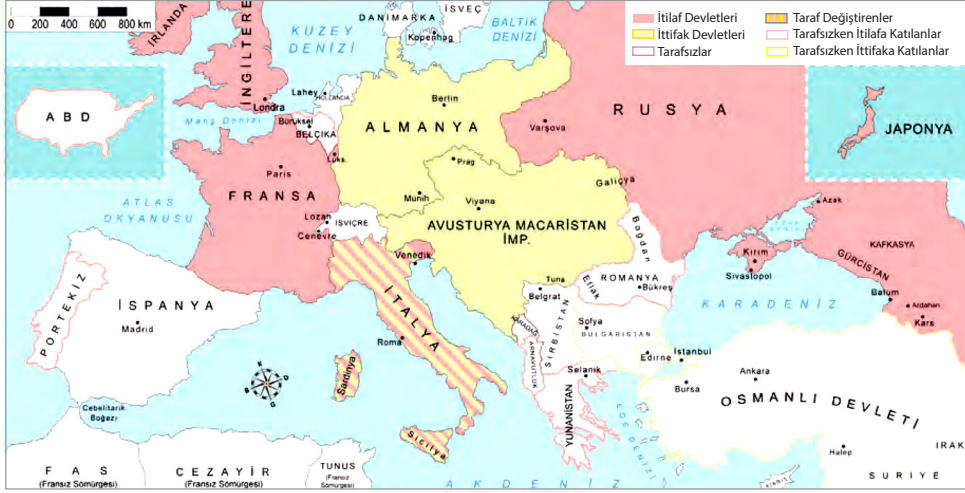 0 200 400 600 800 km
İtilaf Devletleri
İttifak Devletleri
Tarafsızlar
Taraf Değiştirenler
Tarafsızken İtilafa Katılanlar
Tarafsızken İttifaka Katılanlar
İRLANDA
İNGİLTERE
Londra
KUZEY
DENİZİ
DANİMARKA
Kopenhag
İSVEÇ
BALTIK
DENİZİ
ABD
Manş Denizi
Lahey
HOLLANDA
Bürüksel
BELÇİKA
Lüks.
Berlin
ALMANYA
Varşova
RUSYA
JAPONYA
Paris
FRANSA
Prag
Münih
Viyana
Galiçya
ATLAS
OKYANUSU
Lozan
Cenevre
İSVİÇRE
AVUSTURYA MACARİSTAN
İMP.
Azak
KAFKASYA
GÜRCİSTAN
Kırım
Sivastopol
Boğdan
ROMANYA
Eflak
Bükreş
Venedik
Tuna
Belgrat
KARADENİZ
Batum
Ardahan
Kars
PORTEKİZ
İSPANYA
Madrid
İTALYA
Roma
Sardinya
Sicilya
KARADAĞ
SIRBİSTAN
ARNAVUTLUK
Sofya
BULGARİSTAN
Edirne
İstanbul
Selanik
YUNANİSTAN
EGE DENİZİ
Bursa
Ankara
OSMANLI DEVLETİ
Halep
IRAK
SURİYE
KIBRIS
K
D
G
B
Cebelitarık
Boğazı
FAS
(Fransız Sömürgesi)
CEZAYİR
(Fransız Sömürgesi)
TUNUS
(Fransız
Sömürgesi)
AKDENİZ